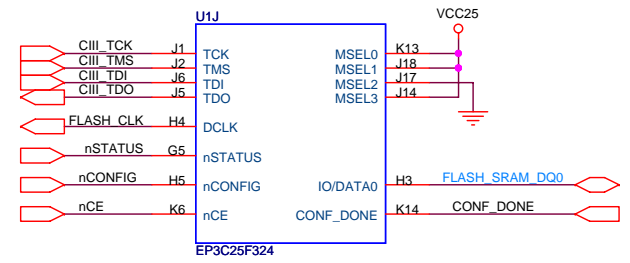 U1J
VCC25
CIII_TCK J1 TCK MSEL0 K13
CIII_TMS J2 TMS MSEL1 J18
CIII_TDI J6 TDI MSEL2 J17
CIII_TDO J5 TDO MSEL3 J14
FLASH_CLK H4 DCLK
nSTATUS G5 nSTATUS
nCONFIG H5 nCONFIG IO/DATA0 H3 FLASH_SRAM_DQ0
nCE K6 nCE CONF_DONE K14 CONF_DONE
EP3C25F324